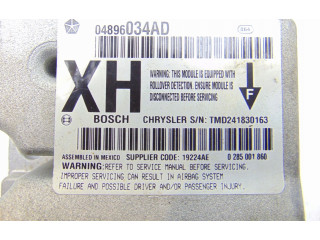 04896034AD
XH
WARNING: THIS MODULE IS EQUIPPED WITH
ROLLOVER DETECTION. ENSURE MODULE IS
DISCONNECTED BEFORE SERVICING
F
BOSCH CHRYSLER S/N: TMD241830163
ASSEMBLED IN MEXICO SUPPLIER CODE: 19224AE 0 285 001 860
WARNING: REFER TO SERVICE MANUAL BEFORE SERVICING.
IMPROPER SERVICING CAN RESULT IN AIRBAG SYSTEM
FAILURE AND POSSIBLE DRIVER AND/OR PASSENGER INJURY.